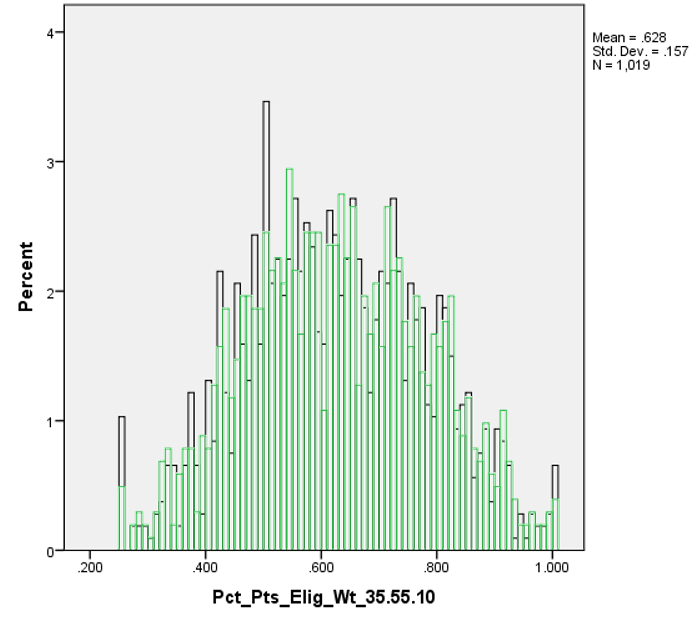 Mean = .628
Std. Dev. = .157
N = 1,019
4
3
2
1
0
Percent
.200 .400 .600 .800 1.000
Pct_Pts_Elig_Wt_35.55.10